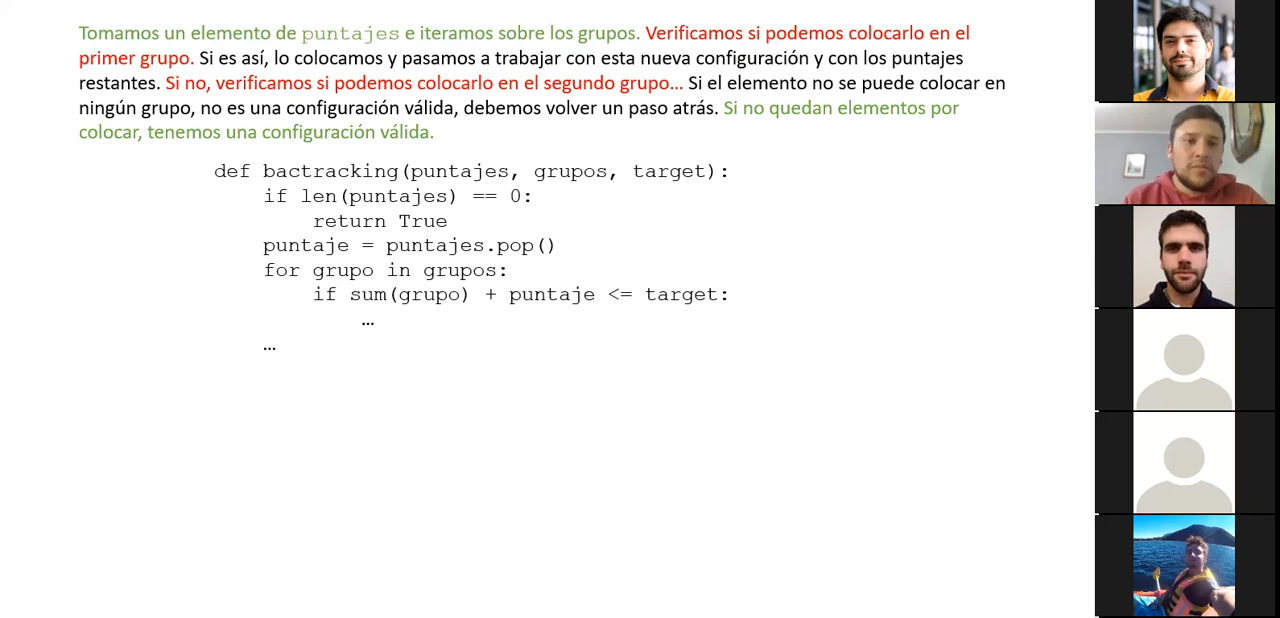 Tomamos un elemento de puntajes e iteramos sobre los grupos. Verificamos si podemos colocarlo en el
primer grupo. Si es así, lo colocamos y pasamos a trabajar con esta nueva configuración y con los puntajes
restantes. Si no, verificamos si podemos colocarlo en el segundo grupo... Si el elemento no se puede colocar en
ningún grupo, no es una configuración válida, debemos volver un paso atrás. Si no quedan elementos por
colocar, tenemos una configuración válida.
def bactracking(puntajes, grupos, target):
    if len(puntajes) == 0:
        return True
    puntaje = puntajes.pop()
    for grupo in grupos:
        if sum(grupo) + puntaje <= target:
            ...
    ...